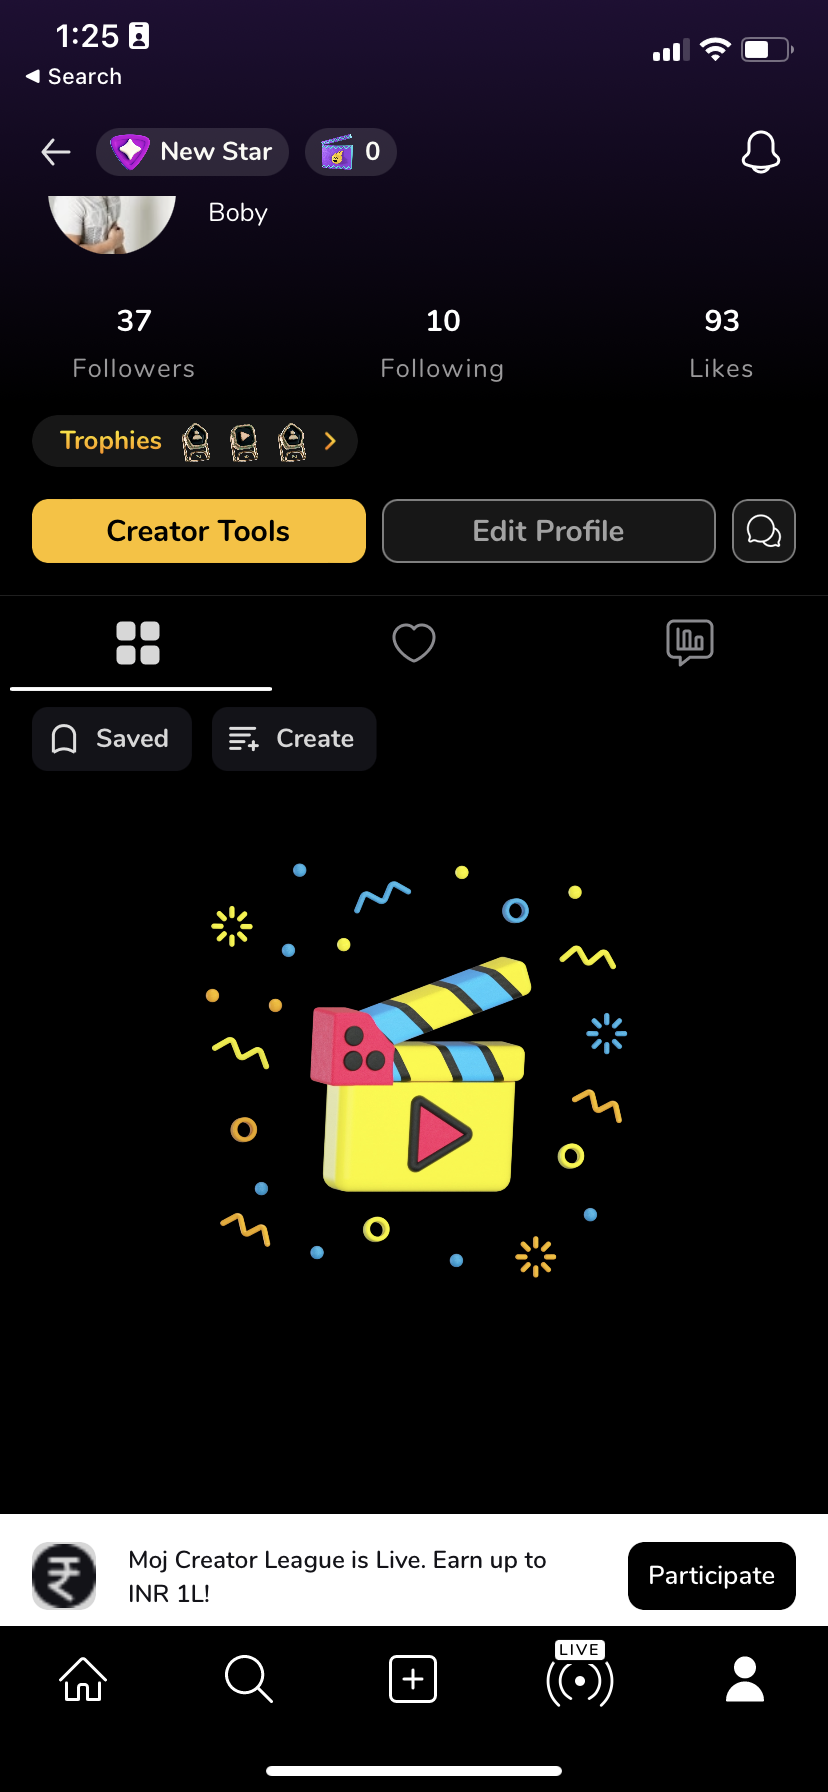 1:25
Search
New Star
0
Boby
37
10
93
Followers
Following
Likes
Trophies
Creator Tools
Edit Profile
Saved
Create
Moj Creator League is Live. Earn up to
INR 1L!
Participate
LIVE